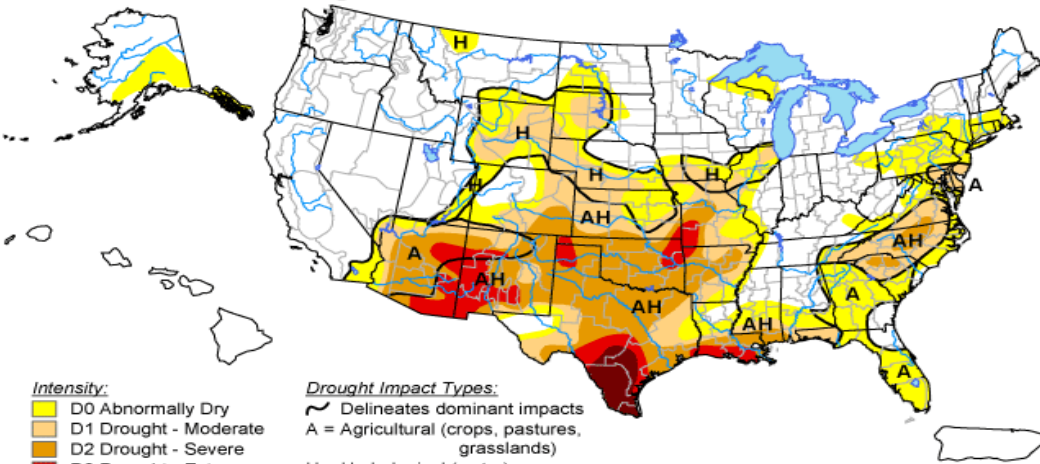 H
H
H
H
H
AH
A
A
AH
AH
AH
A
AH
A
Intensity:
D0 Abnormally Dry
D1 Drought - Moderate
D2 Drought - Severe
Drought Impact Types:
Delineates dominant impacts
A = Agricultural (crops, pastures,
grasslands)